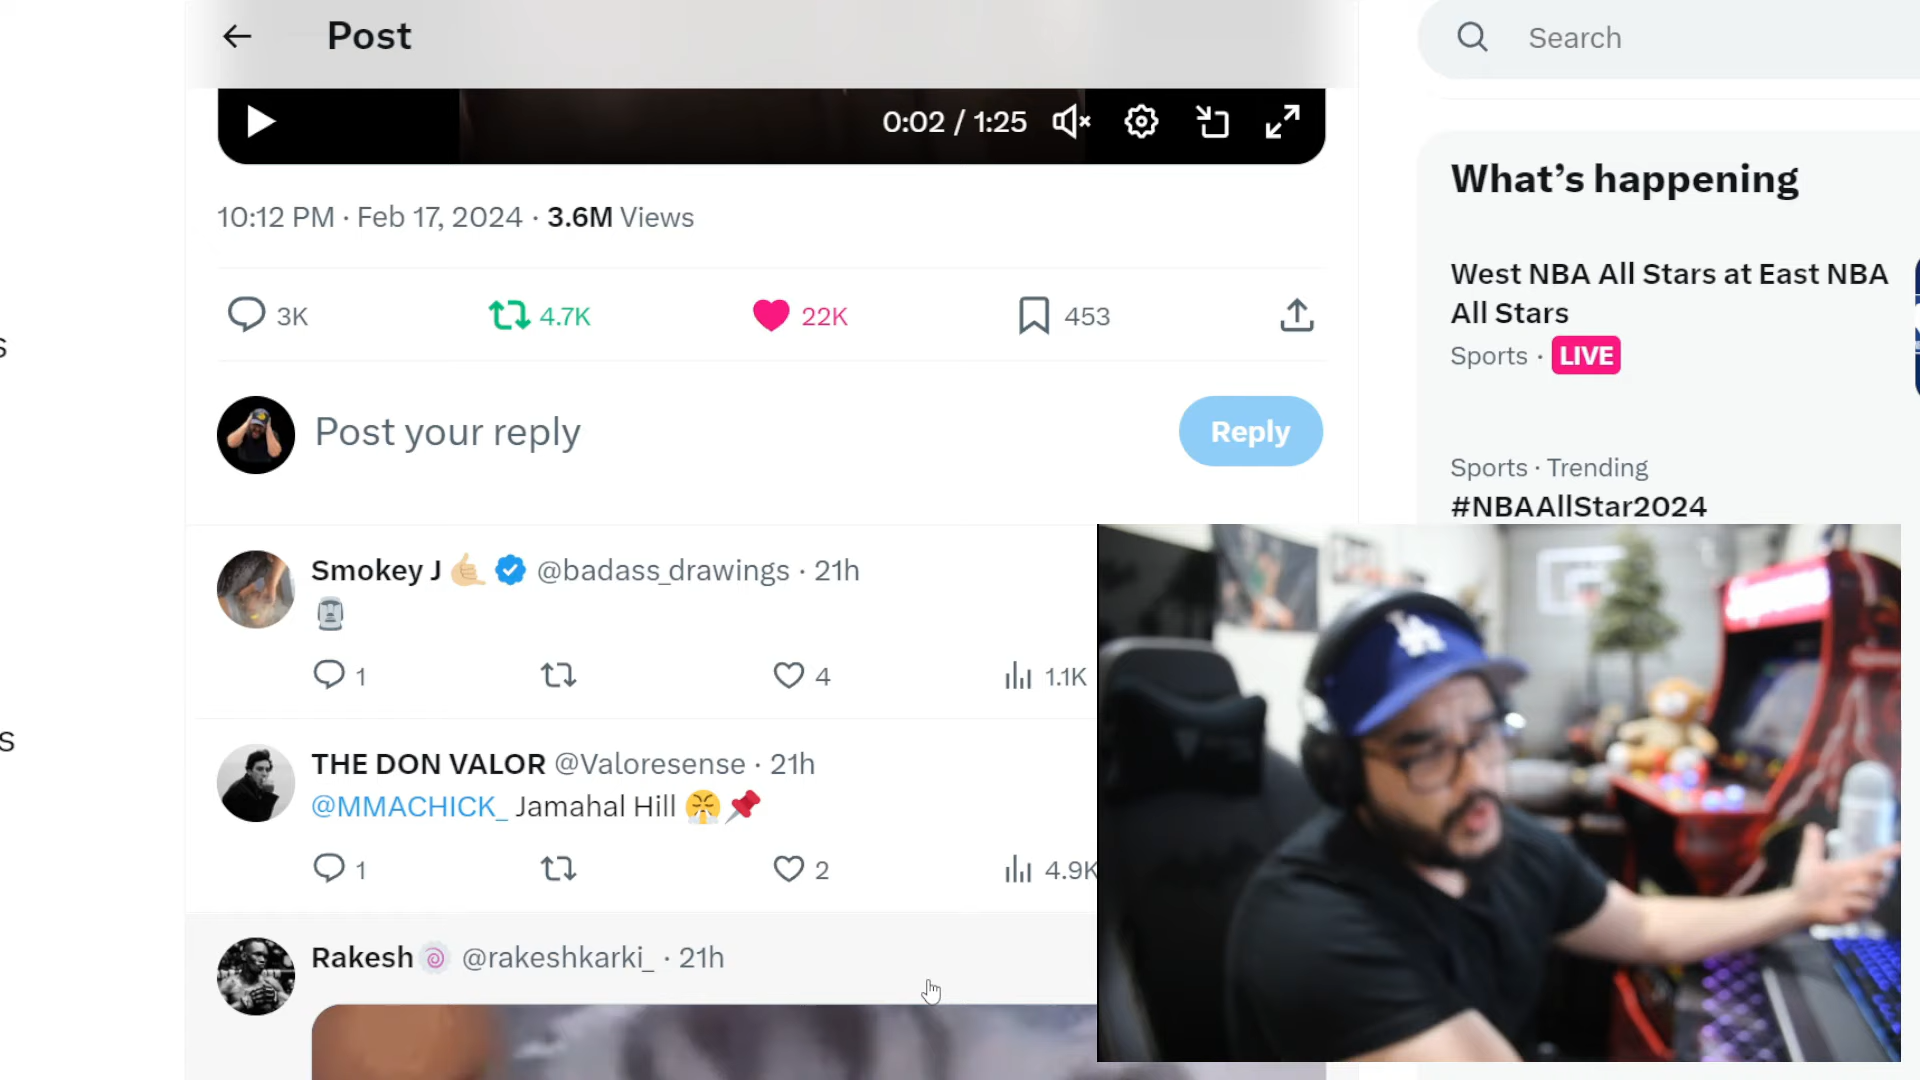 Post
Search
0:02 / 1:25
What's happening
10:12 PM · Feb 17, 2024 · 3.6M Views
West NBA All Stars at East NBA
All Stars
Sports · LIVE
3K 4.7K 22K 453
Post your reply
Reply
Sports · Trending
#NBAAllStar2024
Smokey J @badass_drawings · 21h
1 4 1.1K
LA
THE DON VALOR @Valoresense · 21h
@MMACHICK_ Jamahal Hill
1 2 4.9K
Rakesh @rakeshkarki_ · 21h